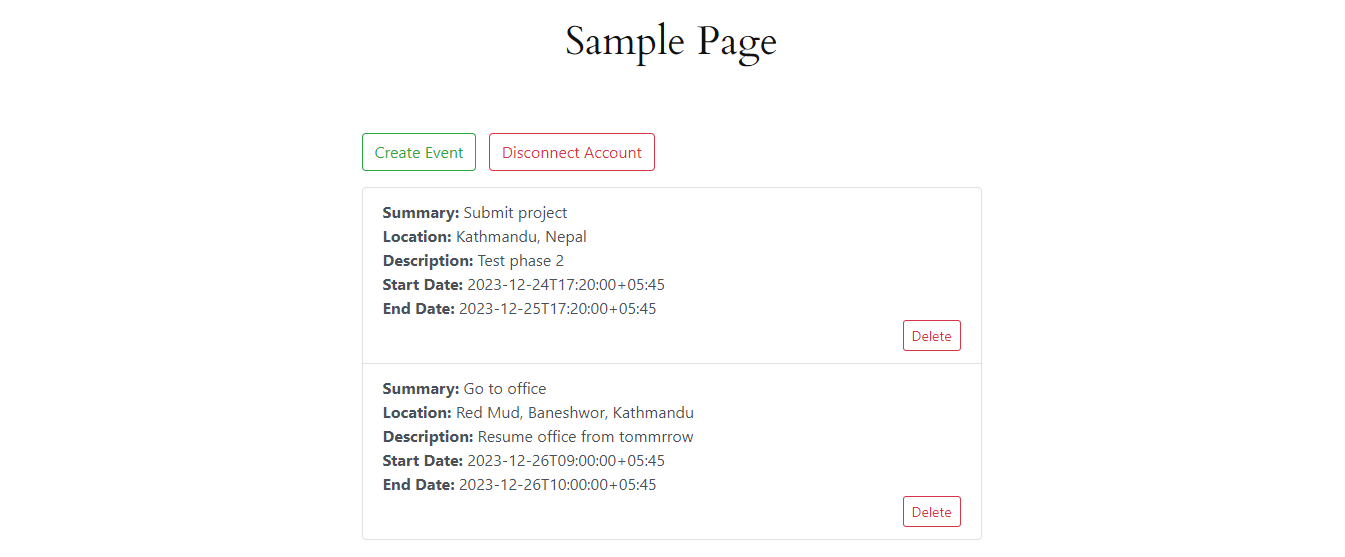 Sample Page
Create Event Disconnect Account
Summary: Submit project
Location: Kathmandu, Nepal
Description: Test phase 2
Start Date: 2023-12-24T17:20:00+05:45
End Date: 2023-12-25T17:20:00+05:45
Delete
Summary: Go to office
Location: Red Mud, Baneshwor, Kathmandu
Description: Resume office from tommrrow
Start Date: 2023-12-26T09:00:00+05:45
End Date: 2023-12-26T10:00:00+05:45
Delete